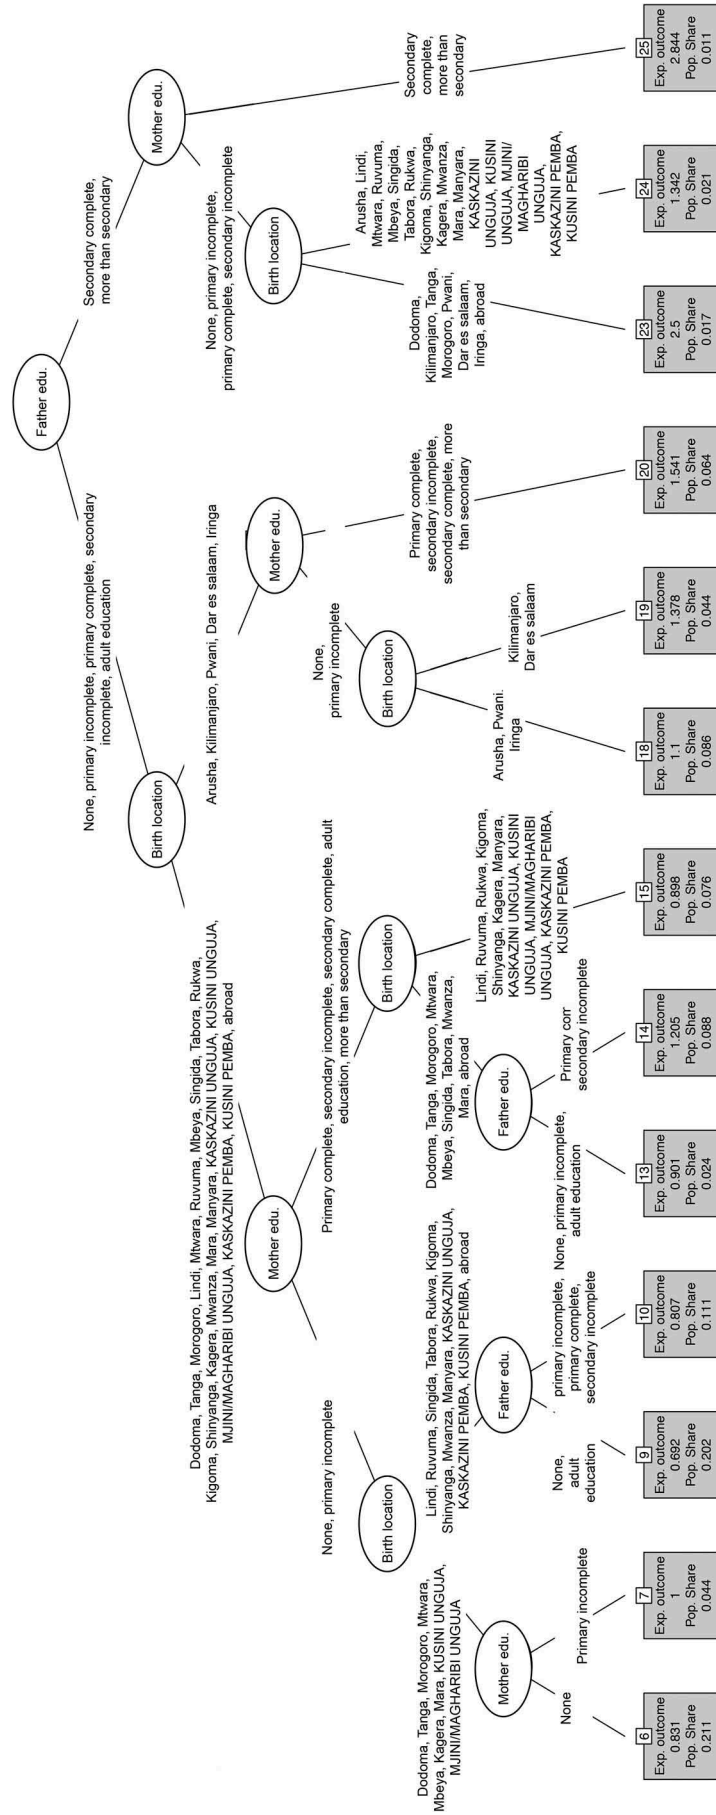 Father edu.
None, primary incomplete, primary complete, secondary
incomplete, adult education
Secondary complete,
more than secondary
Birth location
Mother edu.
Dodoma, Tanga, Morogoro, Lindi, Mtwara, Ruvuma, Mbeya, Singida, Tabora, Rukwa,
Kigoma, Shinyanga, Kagera, Mwanza, Mara, Manyara, KASKAZINI UNGUJA, KUSINI UNGUJA,
MJINI/MAGHARIBI UNGUJA, KASKAZINI PEMBA, KUSINI PEMBA, abroad
Arusha, Kilimanjaro, Pwani, Dar es salaam, Iringa
None, primary incomplete,
primary complete, secondary incomplete
Secondary
complete,
more than
secondary
Mother edu.
Mother edu.
Birth location
None, primary incomplete
Primary complete, secondary incomplete, secondary complete, adult
education, more than secondary
None,
primary incomplete
Primary complete,
secondary incomplete,
secondary complete, more
than secondary
Dodoma,
Kilimanjaro, Tanga,
Morogoro, Pwani,
Dar es salaam,
Iringa, abroad
Arusha, Lindi,
Mtwara, Ruvuma,
Mbeya, Singida,
Tabora, Rukwa,
Kigoma, Shinyanga,
Kagera, Mwanza,
Mara, Manyara,
KASKAZINI
UNGUJA, KUSINI
UNGUJA, MJINI/
MAGHARIBI
UNGUJA,
KASKAZINI PEMBA,
KUSINI PEMBA
Birth location
Birth location
Birth location
Dodoma, Tanga, Morogoro, Mtwara,
Mbeya, Kagera, Mara, KUSINI UNGUJA,
MJINI/MAGHARIBI UNGUJA
Lindi, Ruvuma, Singida, Tabora, Rukwa, Kigoma,
Shinyanga, Mwanza, Manyara, KASKAZINI UNGUJA,
KASKAZINI PEMBA, KUSINI PEMBA, abroad
Dodoma, Tanga, Morogoro, Mtwara,
Mbeya, Singida, Tabora, Mwanza,
Mara, abroad
Lindi, Ruvuma, Rukwa, Kigoma,
Shinyanga, Kagera, Manyara,
KASKAZINI UNGUJA, KUSINI
UNGUJA, MJINI/MAGHARIBI
UNGUJA, KASKAZINI PEMBA,
KUSINI PEMBA
Arusha, Pwani.
Iringa
Kilimanjaro,
Dar es salaam
Mother edu.
Father edu.
Father edu.
None
Primary incomplete
None,
adult
education
primary incomplete,
primary complete,
secondary incomplete
None, primary incomplete,
adult education
Primary com
secondary incomplete
6
Exp. outcome
0.831
Pop. Share
0.211
7
Exp. outcome
1
Pop. Share
0.044
9
Exp. outcome
0.692
Pop. Share
0.202
10
Exp. outcome
0.807
Pop. Share
0.111
13
Exp. outcome
0.901
Pop. Share
0.024
14
Exp. outcome
1.205
Pop. Share
0.088
15
Exp. outcome
0.898
Pop. Share
0.076
18
Exp. outcome
1.1
Pop. Share
0.086
19
Exp. outcome
1.378
Pop. Share
0.044
20
Exp. outcome
1.541
Pop. Share
0.064
23
Exp. outcome
2.5
Pop. Share
0.017
24
Exp. outcome
1.342
Pop. Share
0.021
25
Exp. outcome
2.844
Pop. Share
0.011